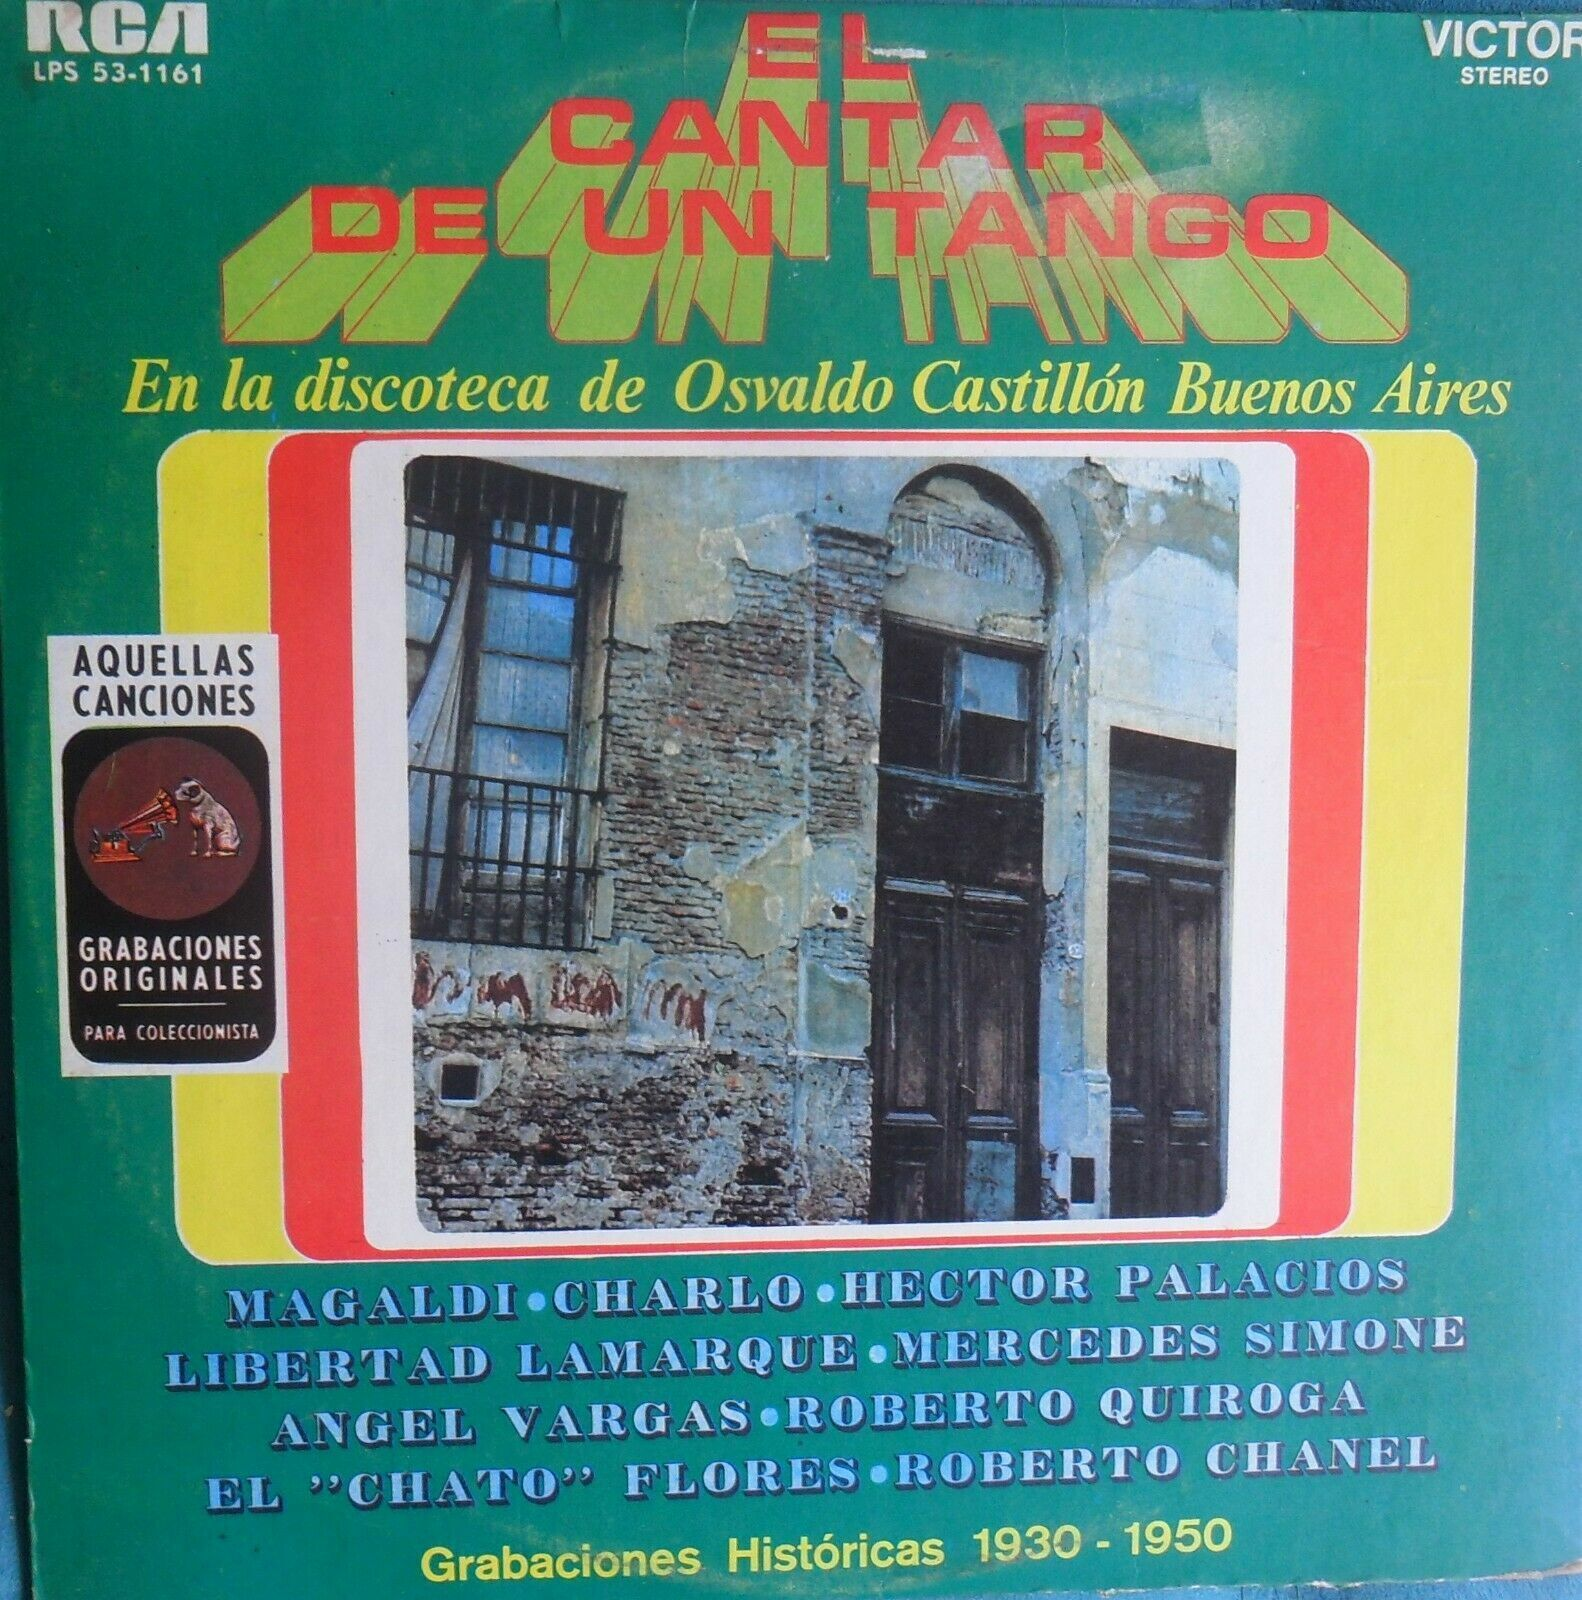 RCA
LPS 53-1161
VICTOR
STEREO
EL
CANTAR
DE UN TANGO
En la discoteca de Osvaldo Castillón Buenos Aires
AQUELLAS
CANCIONES
GRABACIONES
ORIGINALES
PARA COLECCIONISTA
MAGALDI • CHARLO • HECTOR PALACIOS
LIBERTAD LAMARQUE • MERCEDES SIMONE
ANGEL VARGAS • ROBERTO QUIROGA
EL "CHATO" FLORES • ROBERTO CHANEL
Grabaciones Históricas 1930 - 1950